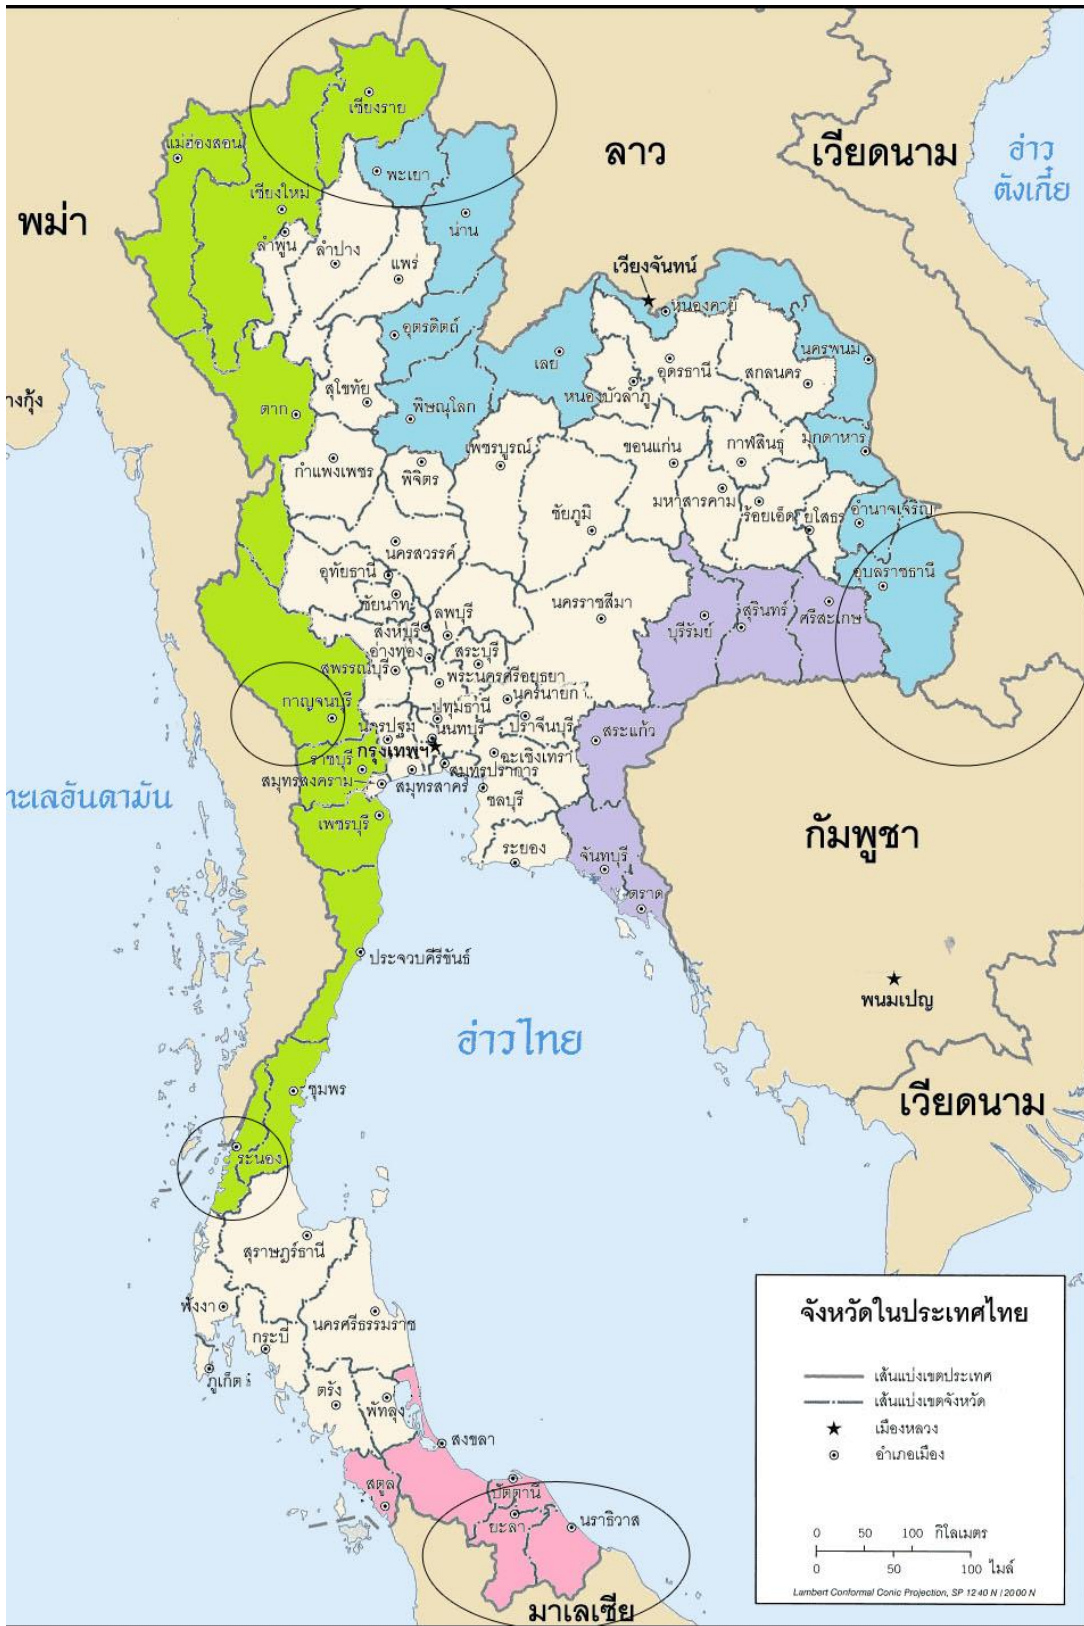 เชียงราย
แม่ฮ่องสอน
ลาว
เวียดนาม
อ่าว
ตังเกี๋ย
พะเยา
เชียงใหม่
พม่า
น่าน
ลำพูน
ลำปาง
แพร่
เวียงจันทน์
หนองคาย
อุตรดิตถ์
เลย
นครพนม
อุดรธานี
สกลนคร
สุโขทัย
หนองบัวลำภู
างกุ้ง
ตาก
พิษณุโลก
เพชรบูรณ์
ขอนแก่น
กาฬสินธุ์
มุกดาหาร
กำแพงเพชร
พิจิตร
มหาสารคาม
ร้อยเอ็ด
ยโสธร
อำนาจเจริญ
ชัยภูมิ
นครสวรรค์
อุทัยธานี
อุบลราชธานี
ชัยนาท
ลพบุรี
นครราชสีมา
สิงห์บุรี
บุรีรัมย์
สุรินทร์
ศรีสะเกษ
อ่างทอง
สระบุรี
สุพรรณบุรี
พระนครศรีอยุธยา
กาญจนบุรี
นครนายก
ปทุมธานี
ปราจีนบุรี
นครปฐม
นนทบุรี
สระแก้ว
กรุงเทพฯ
ราชบุรี
ฉะเชิงเทรา
สมุทรปราการ
สมุทรสงคราม
สมุทรสาคร
ชลบุรี
ทะเลอันดามัน
เพชรบุรี
กัมพูชา
ระยอง
จันทบุรี
ตราด
ประจวบคีรีขันธ์
พนมเปญ
อ่าวไทย
ชุมพร
เวียดนาม
ระนอง
สุราษฎร์ธานี
พังงา
นครศรีธรรมราช
กระบี่
ภูเก็ต
ตรัง
พัทลุง
สงขลา
สตูล
ปัตตานี
ยะลา
นราธิวาส
มาเลเซีย
จังหวัดในประเทศไทย
เส้นแบ่งเขตประเทศ
เส้นแบ่งเขตจังหวัด
เมืองหลวง
อำเภอเมือง
0 50 100 กิโลเมตร
0 50 100 ไมล์
Lambert Conformal Conic Projection, SP 12 40 N / 20 00 N